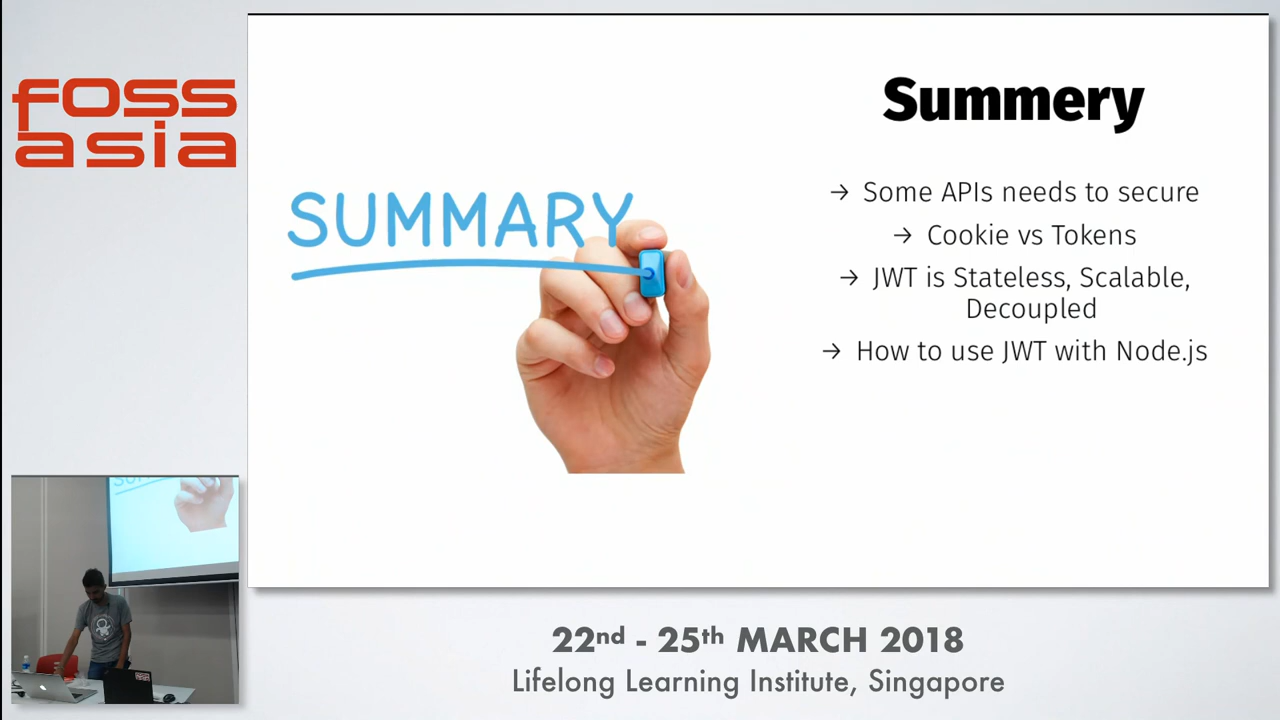 foss
asia
SUMMARY
Summery
→ Some APIs needs to secure
→ Cookie vs Tokens
→ JWT is Stateless, Scalable,
Decoupled
→ How to use JWT with Node.js
22nd - 25th MARCH 2018
Lifelong Learning Institute, Singapore